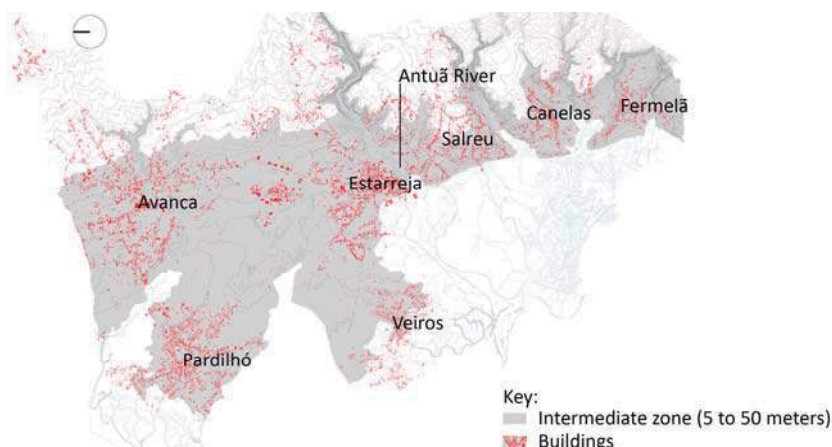 Antuã River
Canelas
Fermelã
Salreu
Estarreja
Avanca
Veiros
Pardilhó
Key:
Intermediate zone (5 to 50 meters)
Buildings